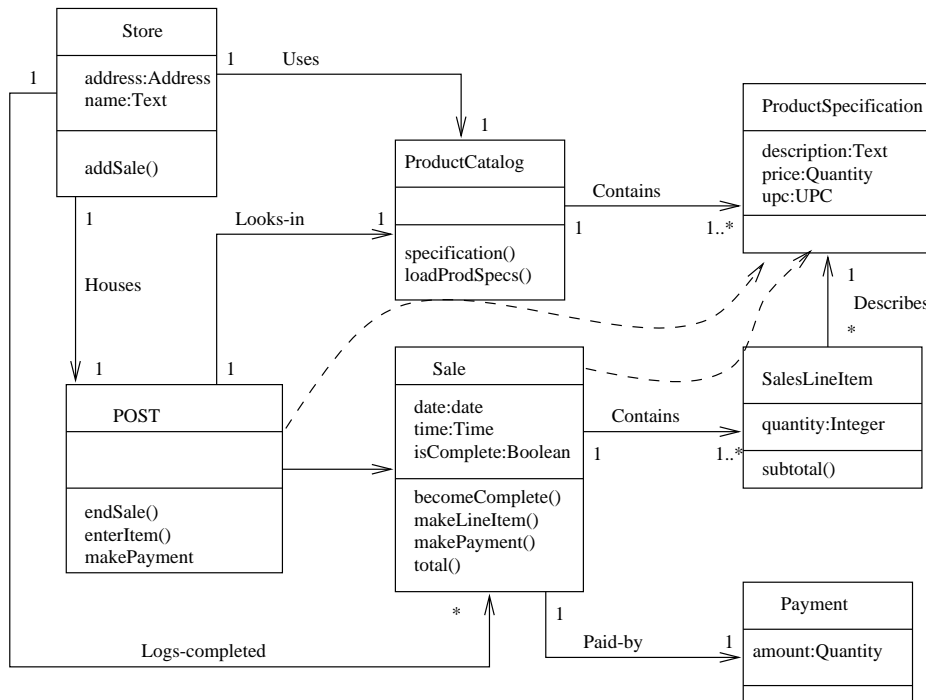 Store
address:Address
name:Text
addSale()
1
1
Uses
1
ProductCatalog
specification()
loadProdSpecs()
Contains
1
1..*
ProductSpecification
description:Text
price:Quantity
upc:UPC
1
Houses
1
Looks-in
1
1
1
Describes
*
POST
endSale()
enterItem()
makePayment
Sale
date:date
time:Time
isComplete:Boolean
becomeComplete()
makeLineItem()
makePayment()
total()
Contains
1
1..*
SalesLineItem
quantity:Integer
subtotal()
*
Logs-completed
1
Paid-by
1
Payment
amount:Quantity